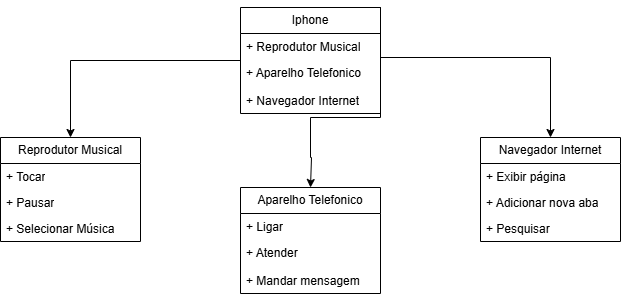 Iphone
+ Reprodutor Musical
+ Aparelho Telefonico
+ Navegador Internet
Reprodutor Musical
+ Tocar
+ Pausar
+ Selecionar Música
Aparelho Telefonico
+ Ligar
+ Atender
+ Mandar mensagem
Navegador Internet
+ Exibir página
+ Adicionar nova aba
+ Pesquisar